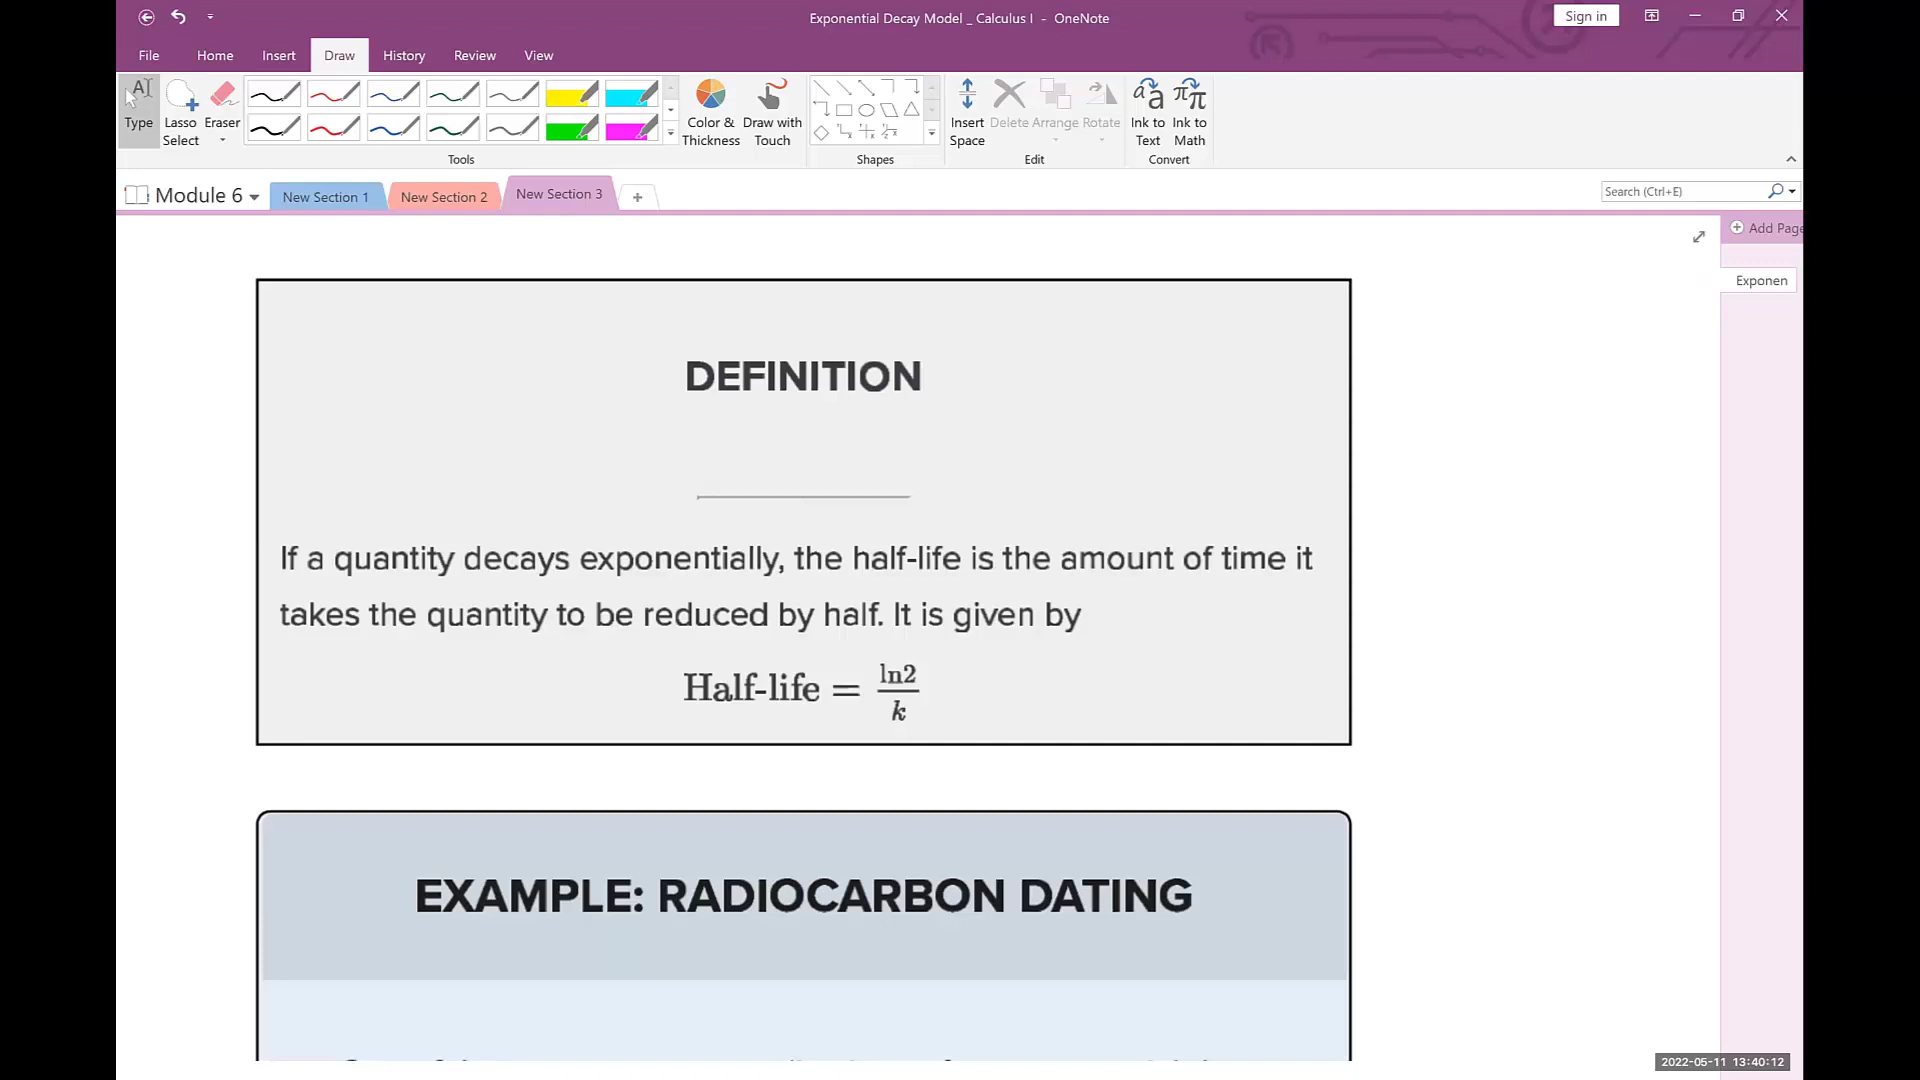 Exponential Decay Model _ Calculus I - OneNote
Sign in
File Home Insert Draw History Review View
Type
Lasso Select
Eraser
Color & Thickness
Draw with Touch
Insert Space
Delete
Arrange
Rotate
Ink to Text
Ink to Math
Tools
Shapes
Edit
Convert
Module 6
New Section 1
New Section 2
New Section 3
Search (Ctrl+E)
Add Page
Exponen
DEFINITION
If a quantity decays exponentially, the half-life is the amount of time it
takes the quantity to be reduced by half. It is given by
Half-life = ln2/k
EXAMPLE: RADIOCARBON DATING
2022-05-11 13:40:12